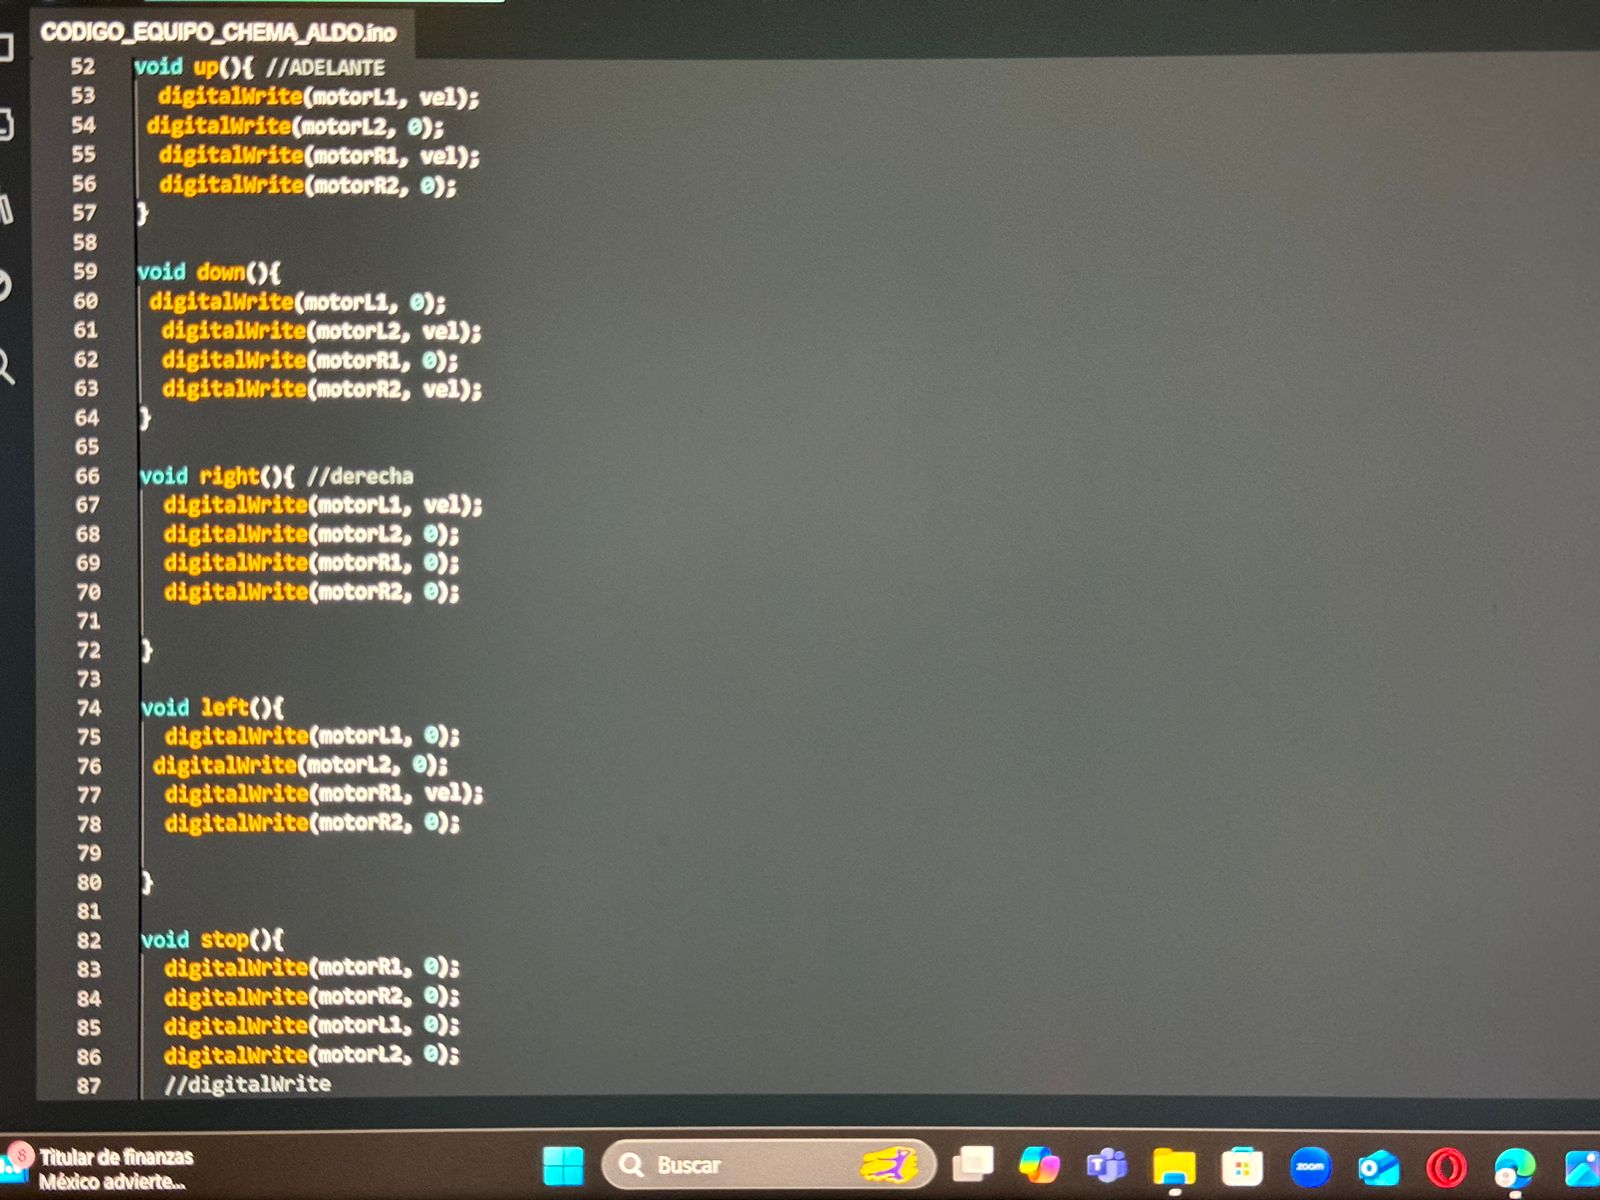 CODIGO_EQUIPO_CHEMA_ALDO.ino
52 void up(){ //ADELANTE
53 digitalWrite(motorL1, vel);
54 digitalWrite(motorL2, 0);
55 digitalWrite(motorR1, vel);
56 digitalWrite(motorR2, 0);
57 }
58
59 void down(){
60 digitalWrite(motorL1, 0);
61 digitalWrite(motorL2, vel);
62 digitalWrite(motorR1, 0);
63 digitalWrite(motorR2, vel);
64 }
65
66 void right(){ //derecha
67 digitalWrite(motorL1, vel);
68 digitalWrite(motorL2, 0);
69 digitalWrite(motorR1, 0);
70 digitalWrite(motorR2, 0);
71
72 }
73
74 void left(){
75 digitalWrite(motorL1, 0);
76 digitalWrite(motorL2, 0);
77 digitalWrite(motorR1, vel);
78 digitalWrite(motorR2, 0);
79
80 }
81
82 void stop(){
83 digitalWrite(motorR1, 0);
84 digitalWrite(motorR2, 0);
85 digitalWrite(motorL1, 0);
86 digitalWrite(motorL2, 0);
87 //digitalWrite
8 Titular de finanzas
México advierte...
Buscar
T
zoom